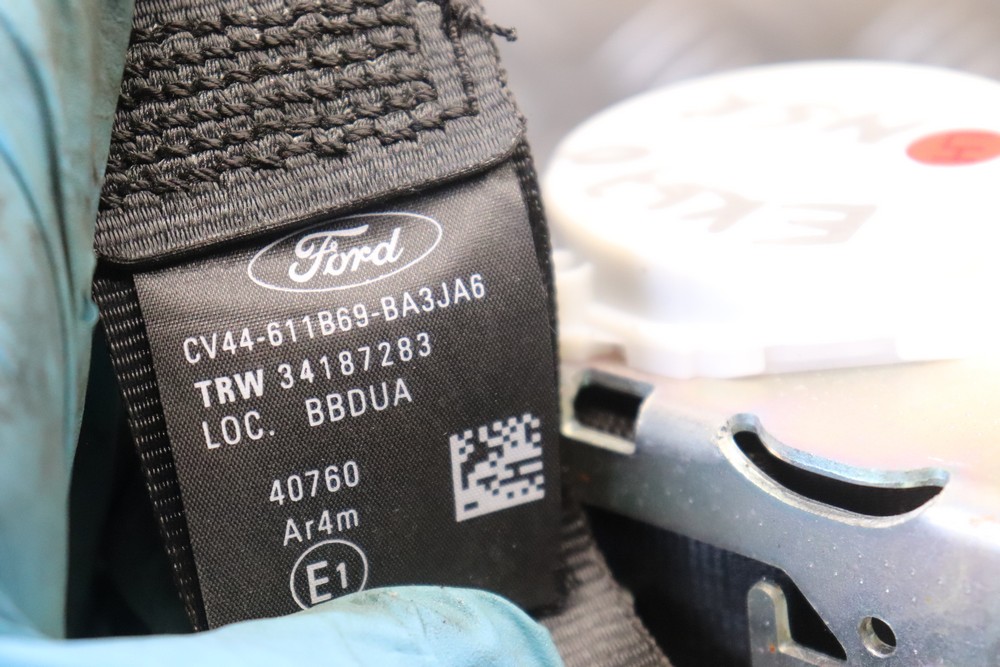 Ford
CV44-611B69-BA3JA6
TRW 34187283
LOC. BBDUA
40760
Ar4m
E1